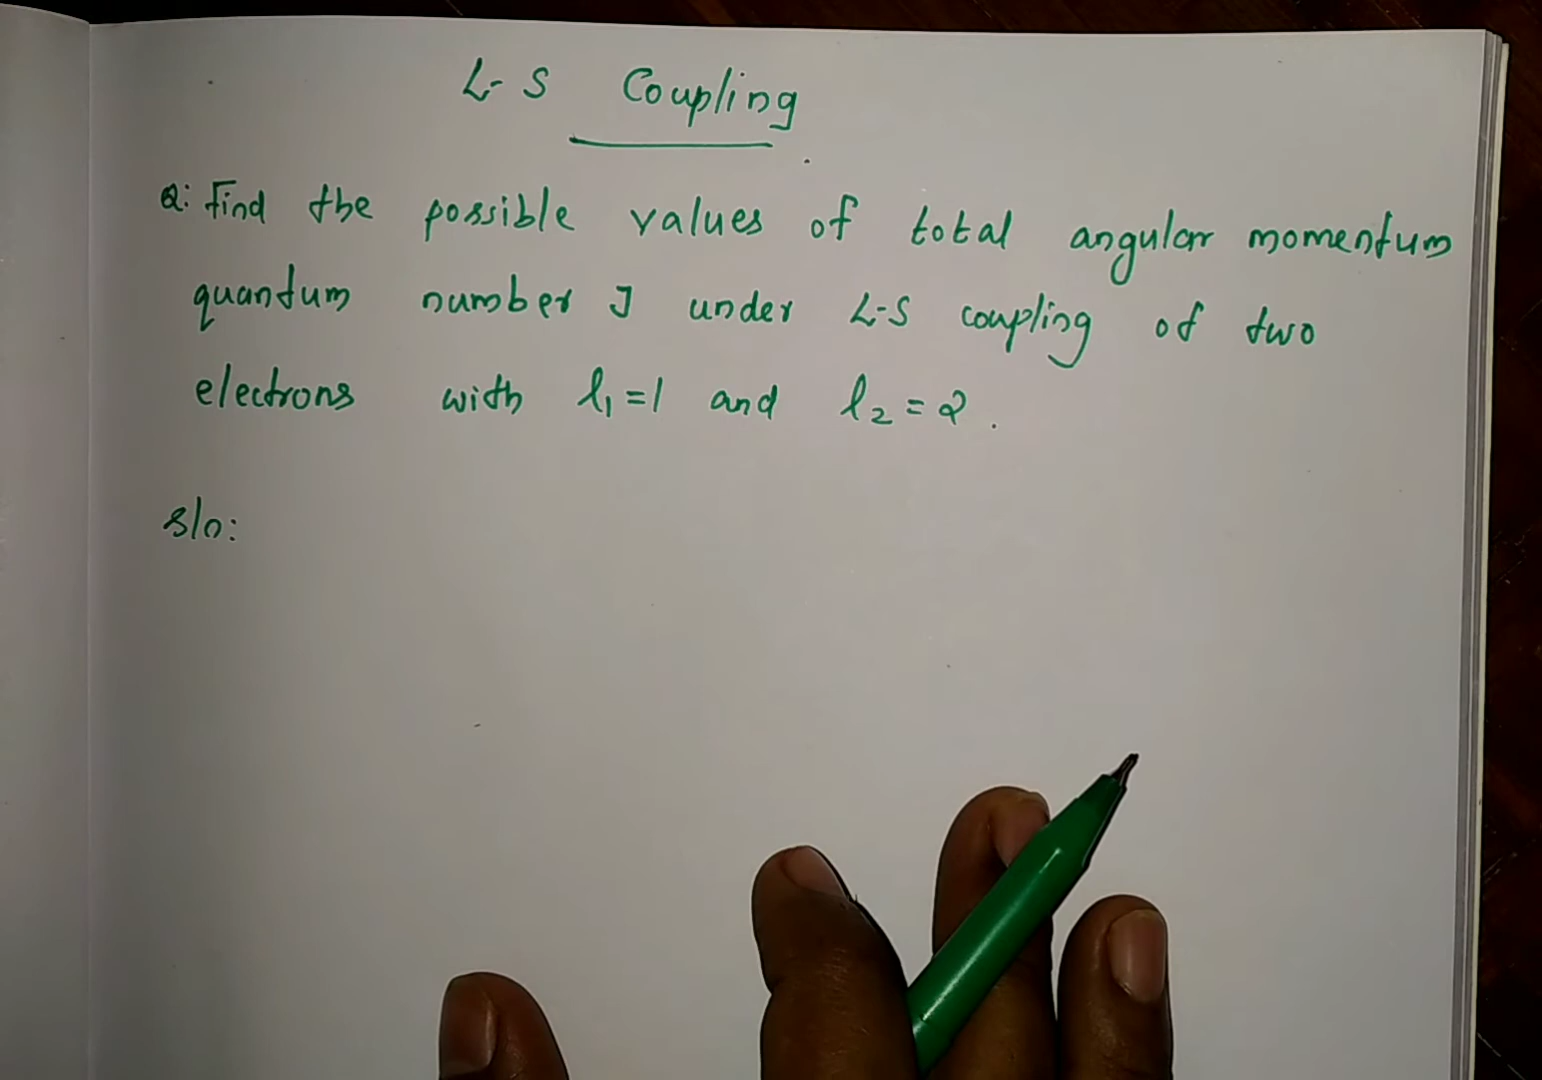 L-S Coupling
Q: Find the possible values of total angular momentum
quantum number J under L-S coupling of two
electrons with l₁=1 and l₂=2.
Sln: